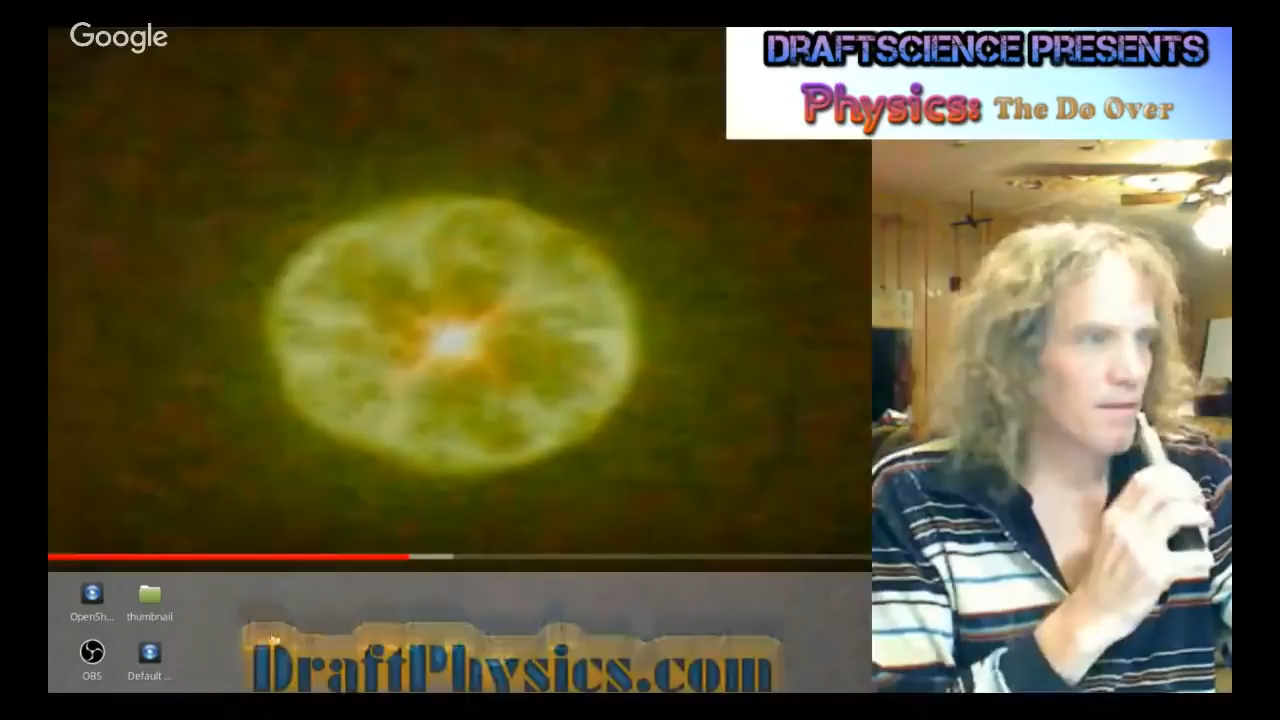 Google
DRAFTSCIENCE PRESENTS
Physics: The Do Over
OpenSh... thumbnail
OBS Default ...
DraftPhysics.com